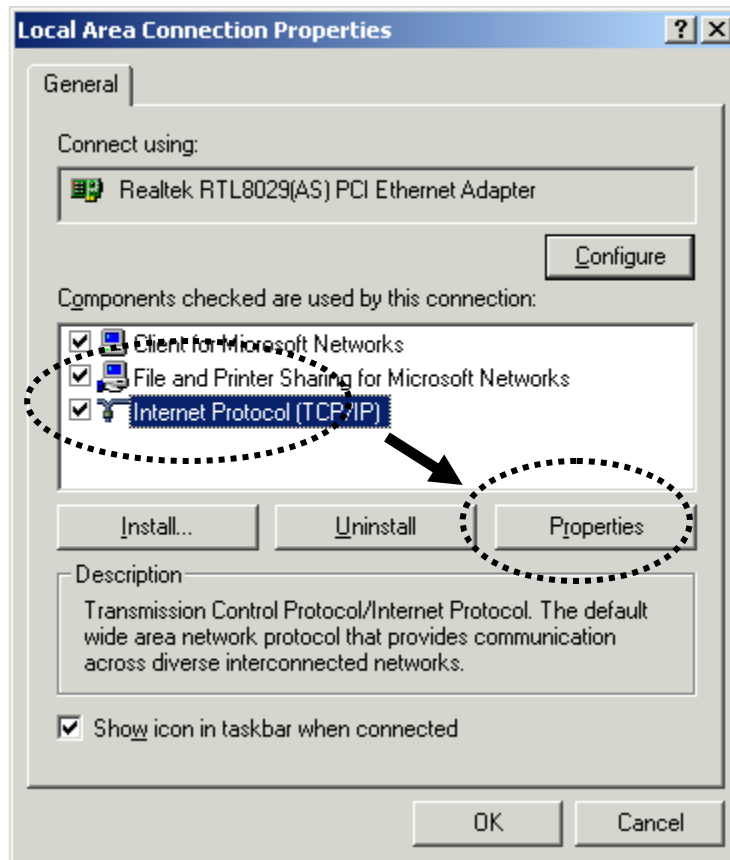 Local Area Connection Properties
General
Connect using:
Realtek RTL8029(AS) PCI Ethernet Adapter
Configure
Components checked are used by this connection:
Client for Microsoft Networks
File and Printer Sharing for Microsoft Networks
Internet Protocol (TCP/IP)
Install... Uninstall Properties
Description
Transmission Control Protocol/Internet Protocol. The default
wide area network protocol that provides communication
across diverse interconnected networks.
Show icon in taskbar when connected
OK Cancel